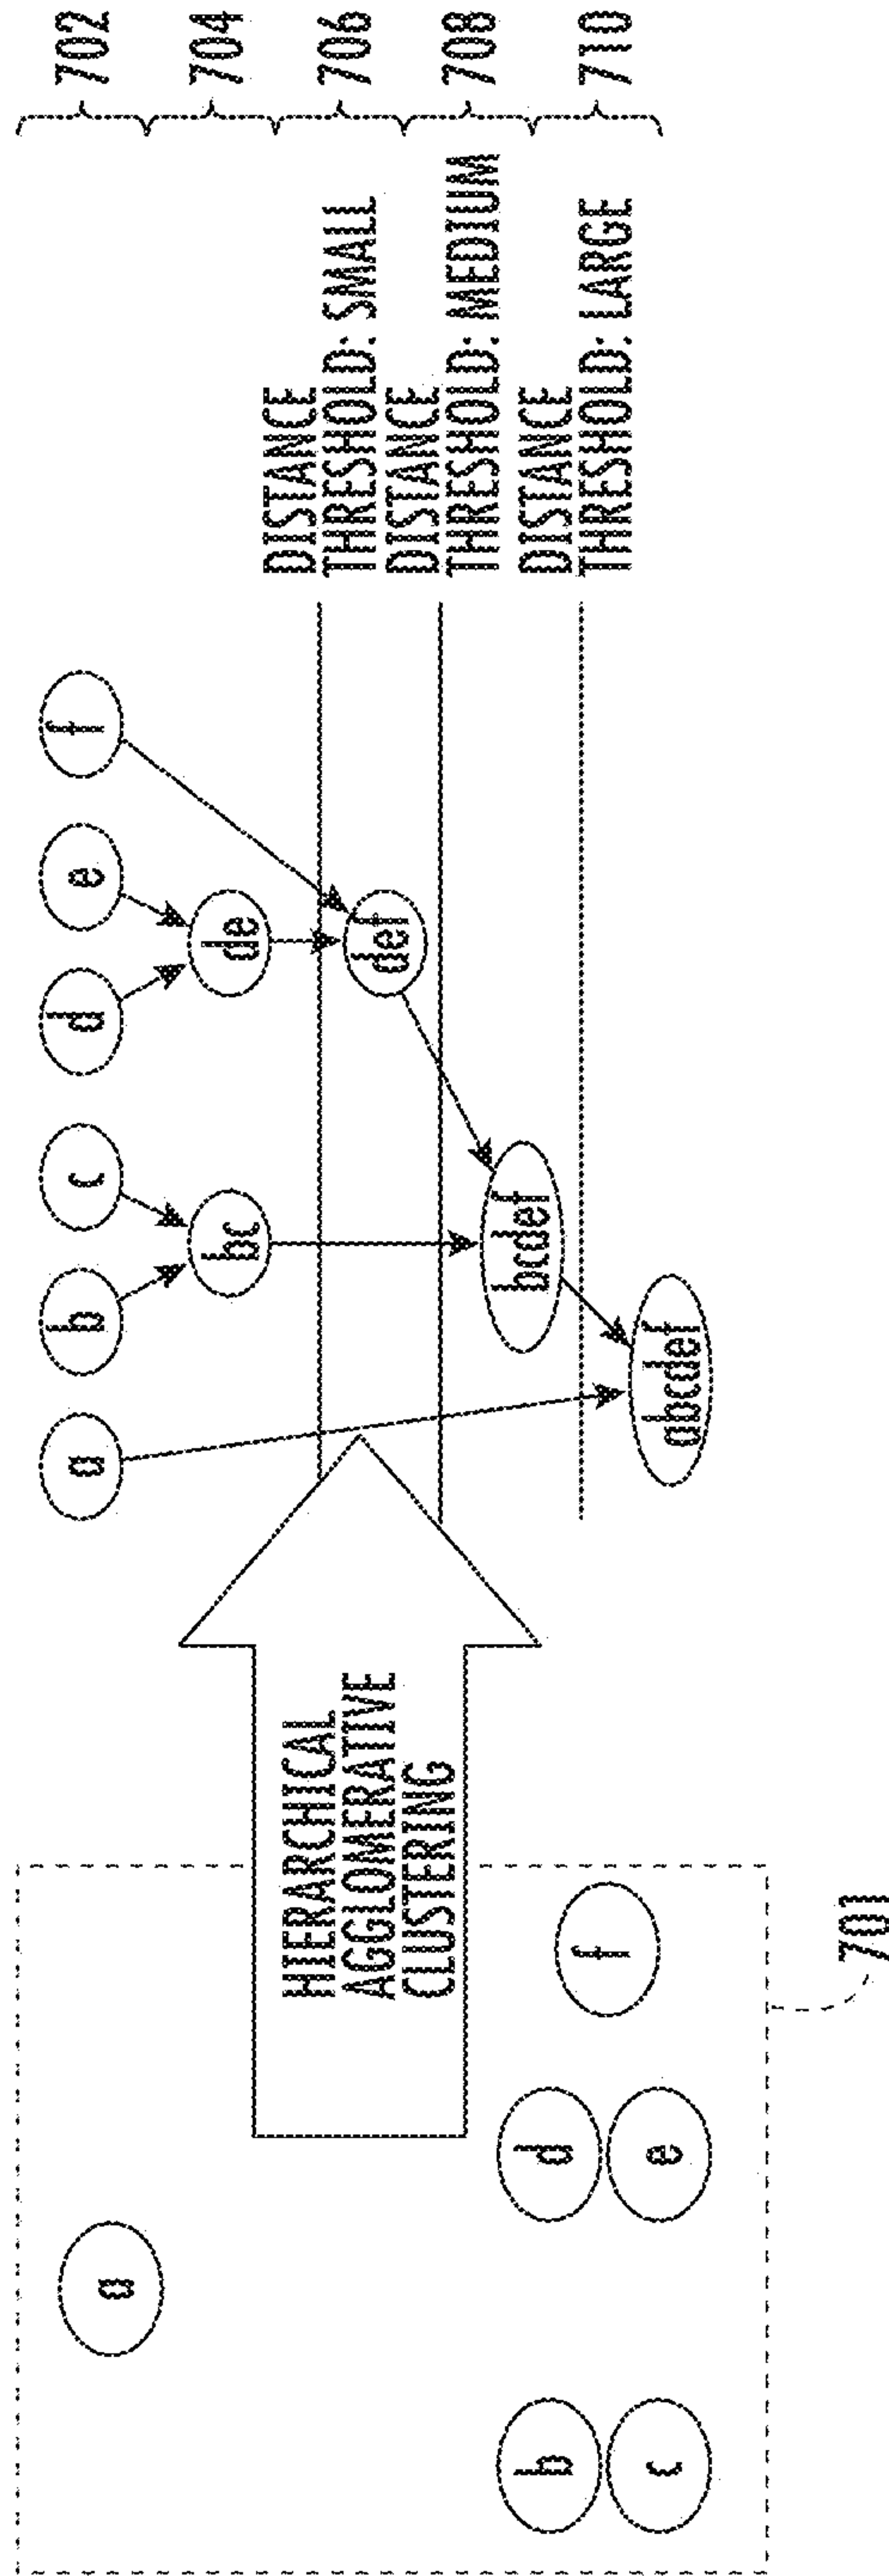 a
b
c
d
e
f
701
HIERARCHICAL
AGGLOMERATIVE
CLUSTERING
a
b
c
d
e
f
bc
de
def
bcdef
abcdef
DISTANCE
THRESHOLD: SMALL
DISTANCE
THRESHOLD: MEDIUM
DISTANCE
THRESHOLD: LARGE
702
704
706
708
710